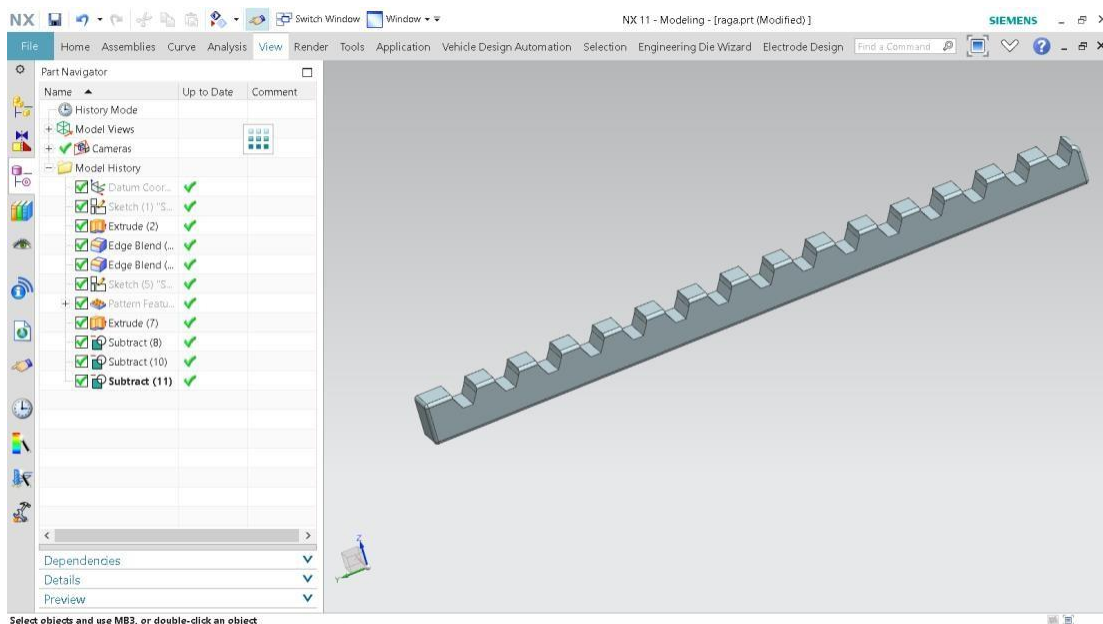 NX Switch Window Window NX 11 - Modeling - [raga.prt (Modified) ] SIEMENS
File Home Assemblies Curve Analysis View Render Tools Application Vehicle Design Automation Selection Engineering Die Wizard Electrode Design Find a Command
Part Navigator
Name Up to Date Comment
History Mode
Model Views
Cameras
Model History
Datum Coor...
Sketch (1) "S...
Extrude (2)
Edge Blend (...
Edge Blend (...
Sketch (5) "S...
Pattern Featu...
Extrude (7)
Subtract (8)
Subtract (10)
Subtract (11)
Dependencies
Details
Preview
Z
Y
Select objects and use MB3, or double-click an object